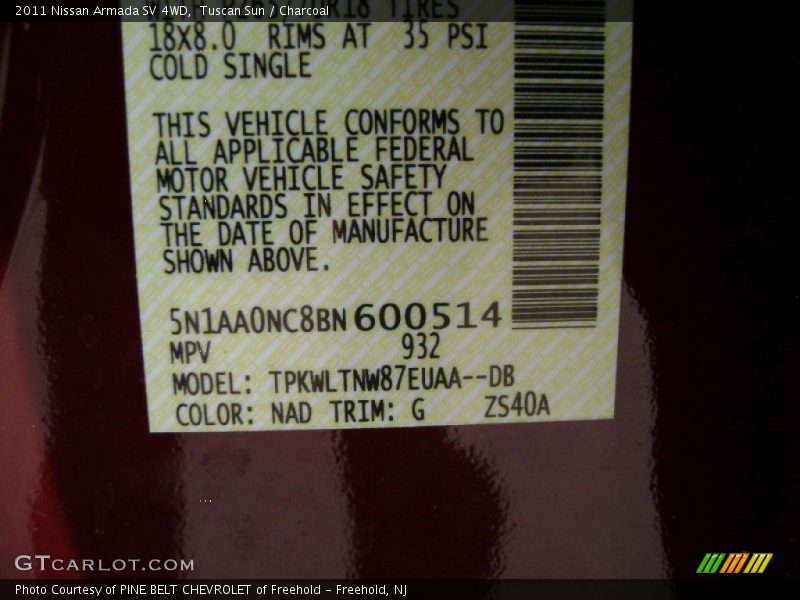 2011 Nissan Armada SV 4WD, Tuscan Sun / Charcoal
R18 TIRES
18X8.0 RIMS AT 35 PSI
COLD SINGLE
THIS VEHICLE CONFORMS TO
ALL APPLICABLE FEDERAL
MOTOR VEHICLE SAFETY
STANDARDS IN EFFECT ON
THE DATE OF MANUFACTURE
SHOWN ABOVE.
5N1AA0NC8BN600514
MPV 932
MODEL: TPKWLTNW87EUAA--DB
COLOR: NAD TRIM: G ZS40A
GTCARLOT.COM
Photo Courtesy of PINE BELT CHEVROLET of Freehold - Freehold, NJ